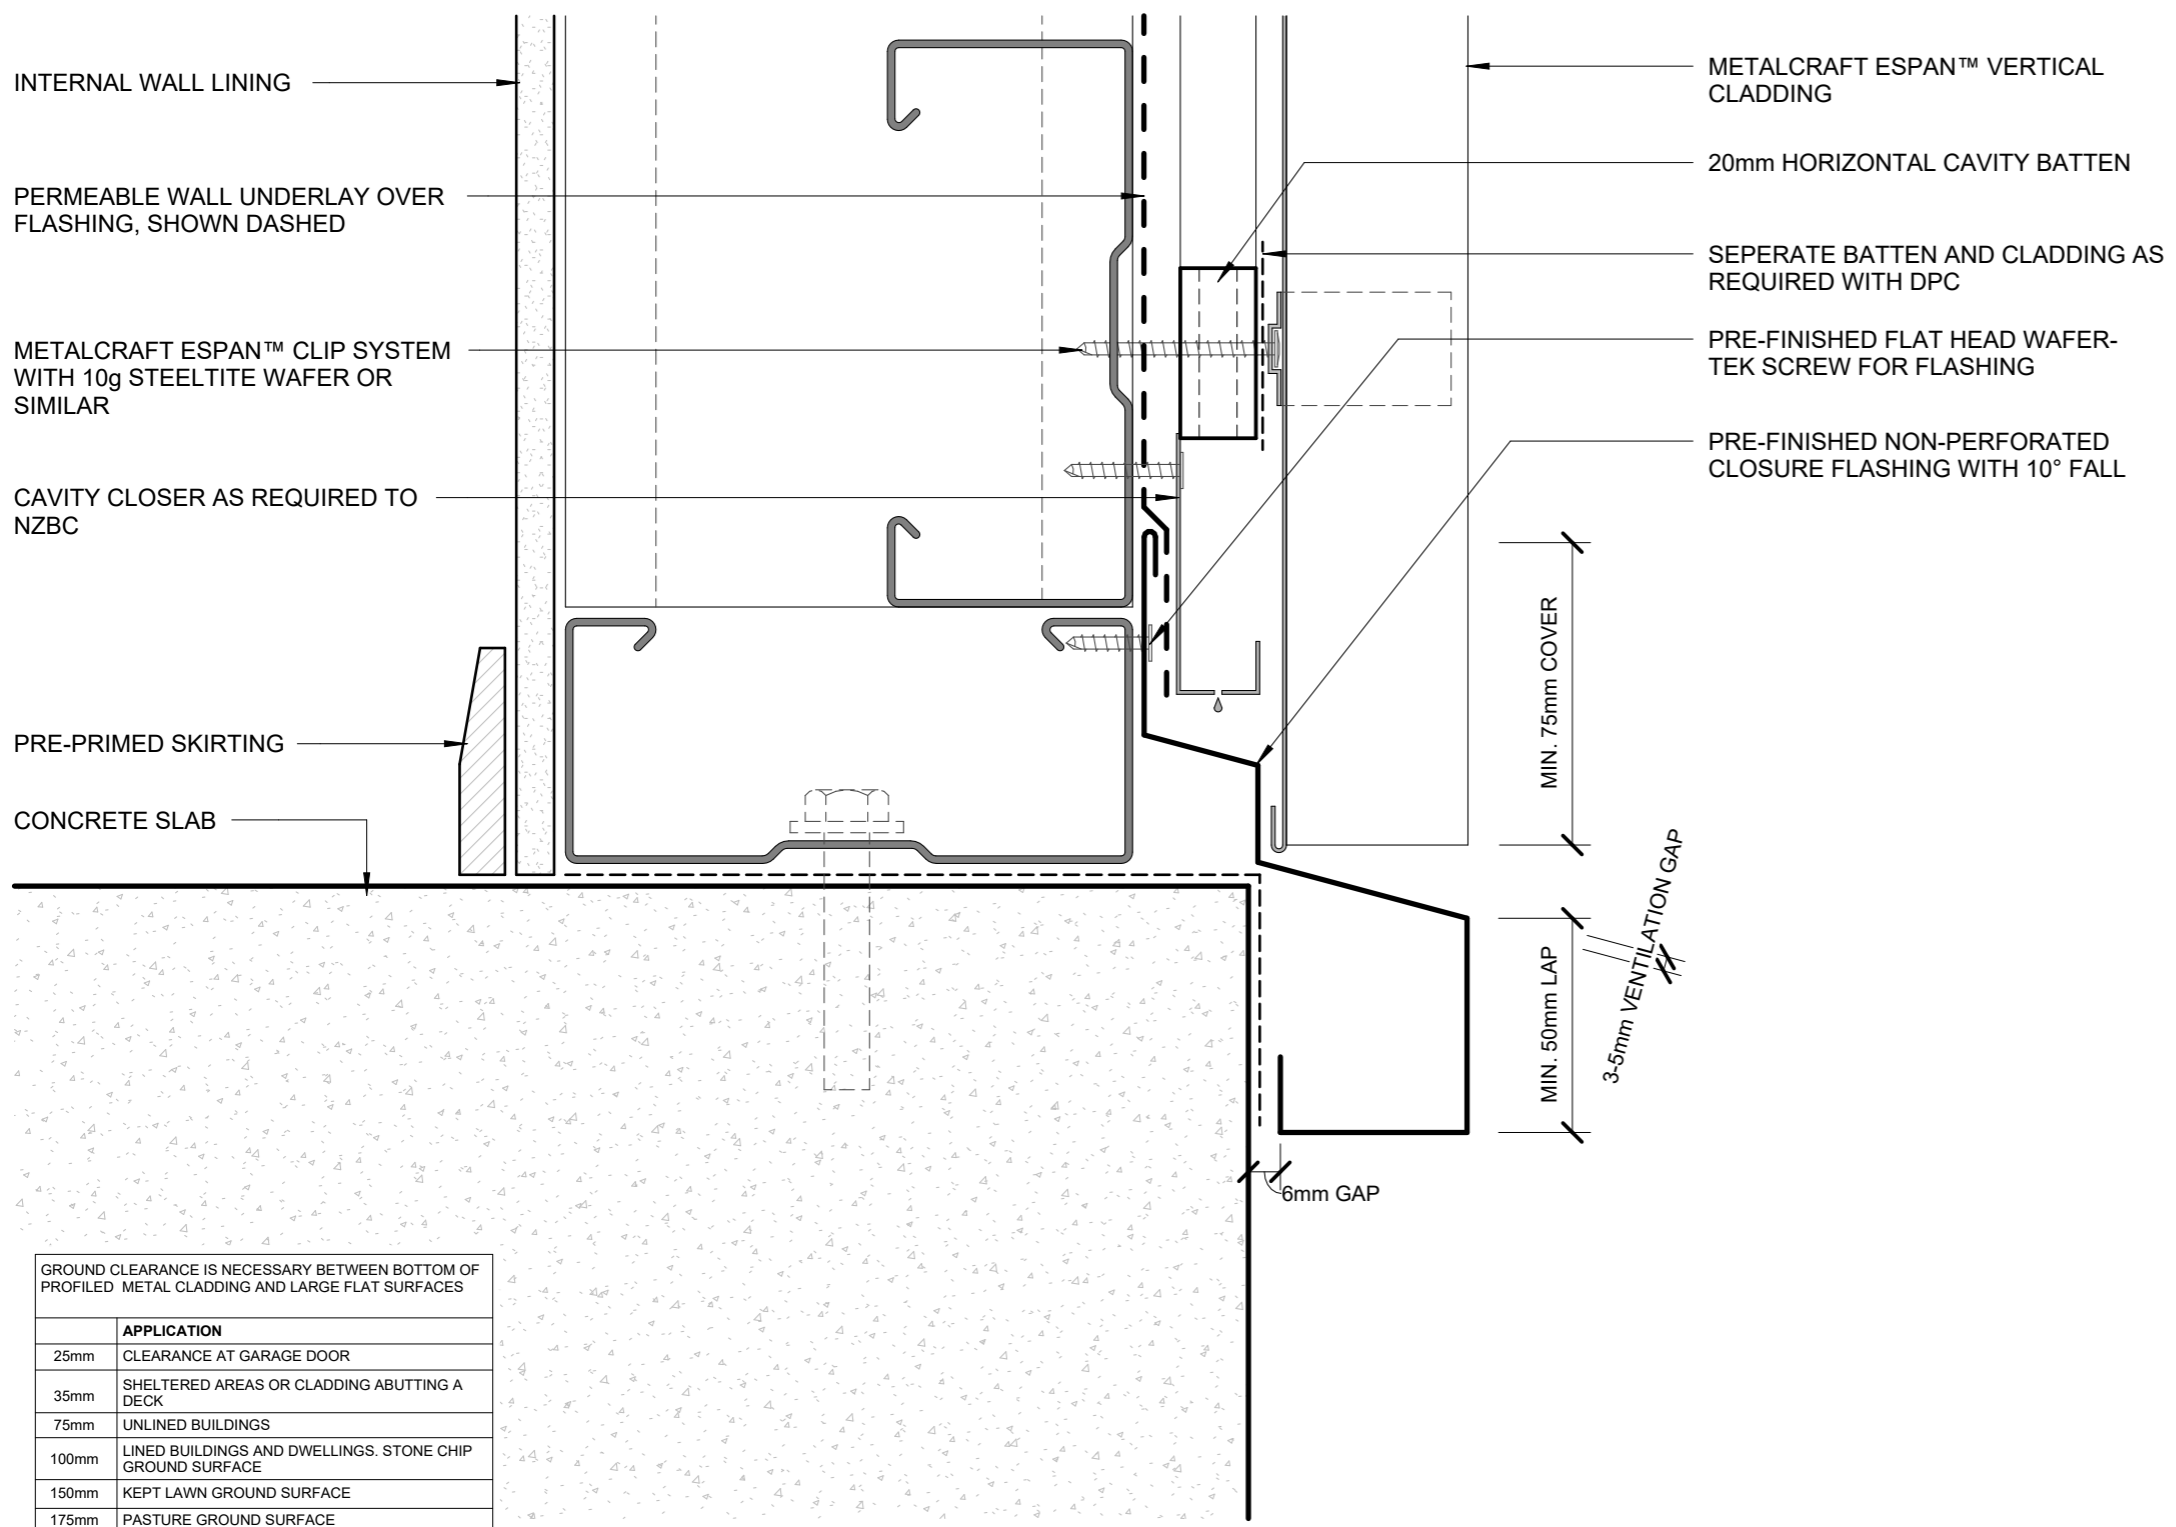 INTERNAL WALL LINING
PERMEABLE WALL UNDERLAY OVER
FLASHING, SHOWN DASHED
METALCRAFT ESPAN™ CLIP SYSTEM
WITH 10g STEELTITE WAFER OR
SIMILAR
CAVITY CLOSER AS REQUIRED TO
NZBC
PRE-PRIMED SKIRTING
CONCRETE SLAB
METALCRAFT ESPAN™ VERTICAL
CLADDING
20mm HORIZONTAL CAVITY BATTEN
SEPERATE BATTEN AND CLADDING AS
REQUIRED WITH DPC
PRE-FINISHED FLAT HEAD WAFER-
TEK SCREW FOR FLASHING
PRE-FINISHED NON-PERFORATED
CLOSURE FLASHING WITH 10° FALL
MIN. 75mm COVER
3-5mm VENTILATION GAP
MIN. 50mm LAP
6mm GAP
GROUND CLEARANCE IS NECESSARY BETWEEN BOTTOM OF
PROFILED METAL CLADDING AND LARGE FLAT SURFACES
APPLICATION
25mm CLEARANCE AT GARAGE DOOR
35mm SHELTERED AREAS OR CLADDING ABUTTING A
DECK
75mm UNLINED BUILDINGS
100mm LINED BUILDINGS AND DWELLINGS. STONE CHIP
GROUND SURFACE
150mm KEPT LAWN GROUND SURFACE
175mm PASTURE GROUND SURFACE